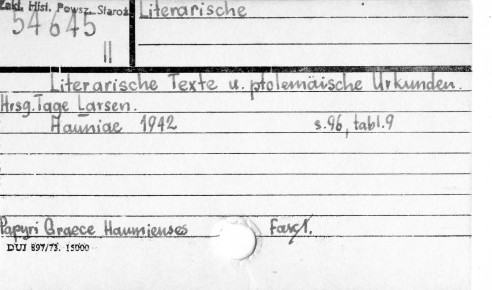 Zakł. Hist. Powsz. Staroż.
54645
II
Literarische
Literarische Texte u. ptolemäische Urkunden.
Hrsg. Tage Larsen.
Hauniae 1942 s. 96, tabl. 9
Papyri Graece Haunienses Fasc 1.
DUJ 897/73. 15000